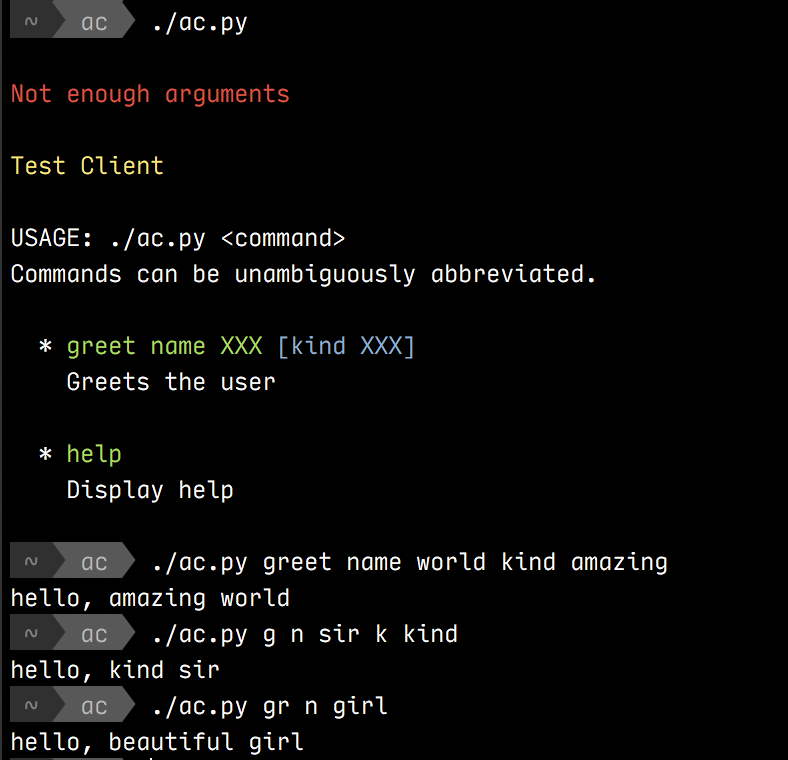 ~ ac ./ac.py
Not enough arguments
Test Client
USAGE: ./ac.py <command>
Commands can be unambiguously abbreviated.
* greet name XXX [kind XXX]
Greets the user
* help
Display help
~ ac ./ac.py greet name world kind amazing
hello, amazing world
~ ac ./ac.py g n sir k kind
hello, kind sir
~ ac ./ac.py gr n girl
hello, beautiful girl